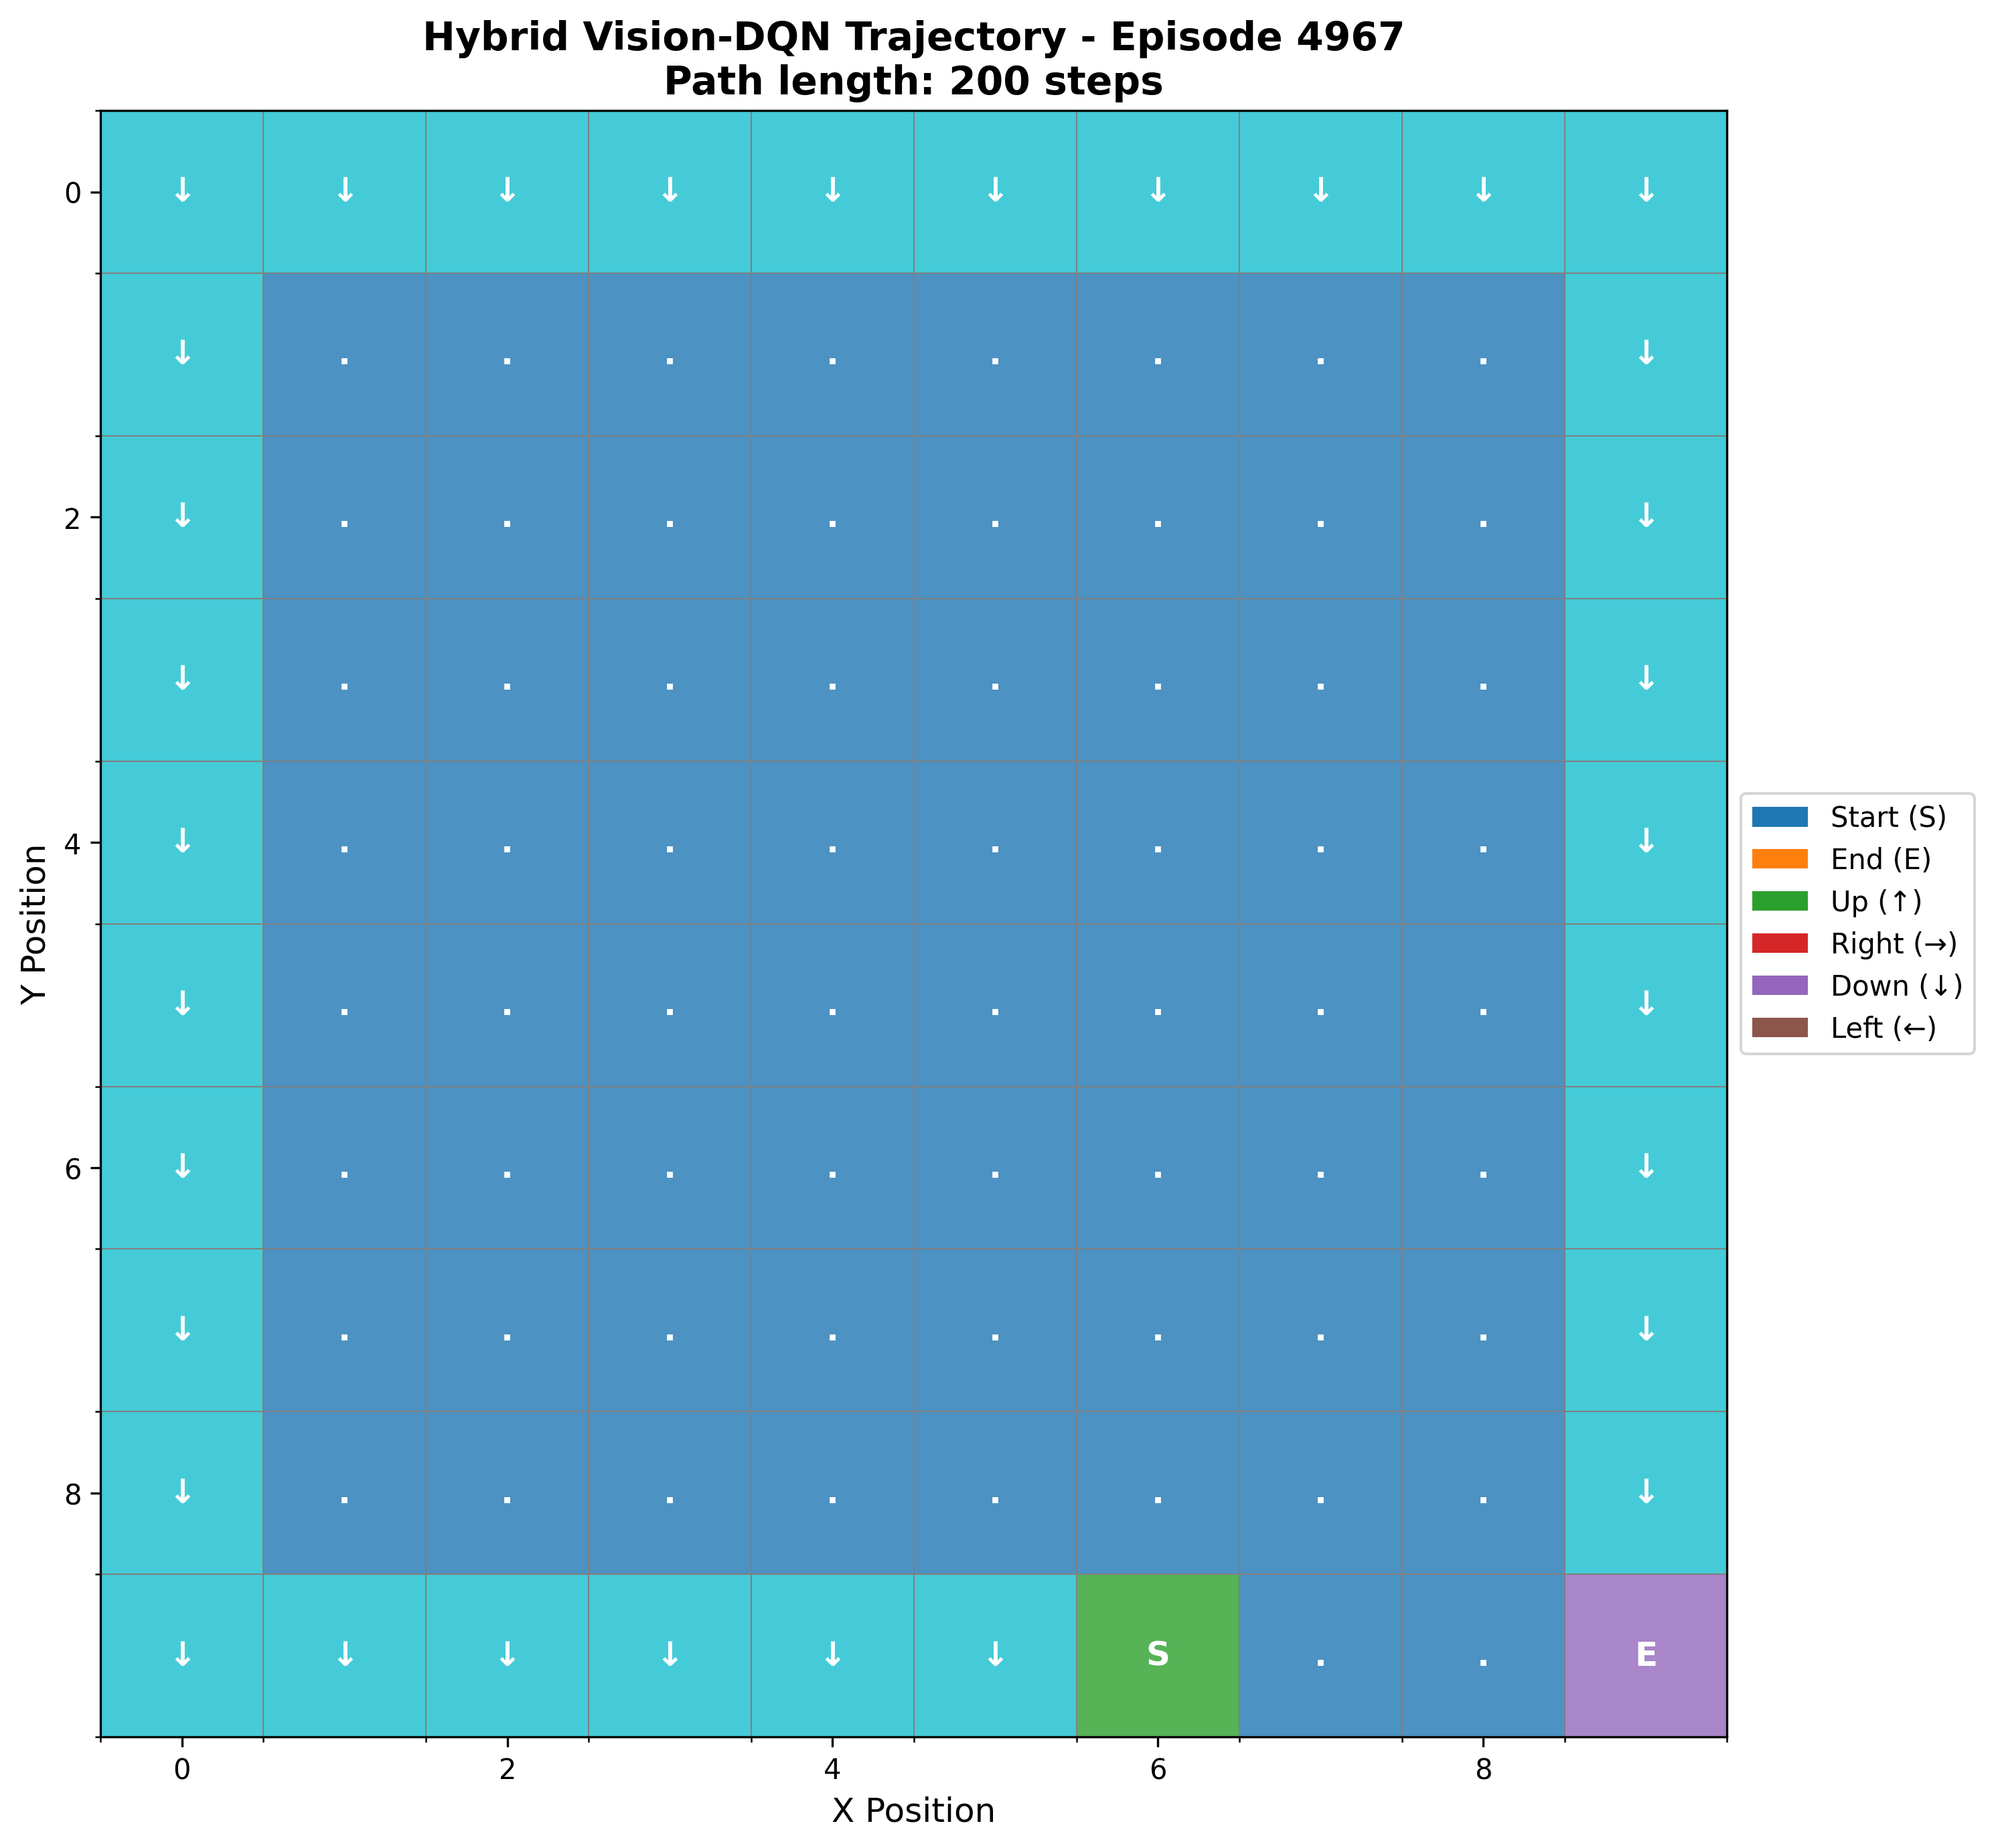 Hybrid Vision-DQN Trajectory - Episode 4967
Path length: 200 steps
0 ↓ ↓ ↓ ↓ ↓ ↓ ↓ ↓ ↓ ↓
↓ . . . . . . . . ↓
2 ↓ . . . . . . . . ↓
↓ . . . . . . . . ↓
4 ↓ . . . . . . . . ↓
↓ . . . . . . . . ↓
6 ↓ . . . . . . . . ↓
↓ . . . . . . . . ↓
8 ↓ . . . . . . . . ↓
↓ ↓ ↓ ↓ ↓ ↓ S . . E
0 2 4 6 8
X Position
Y Position
Start (S)
End (E)
Up (↑)
Right (→)
Down (↓)
Left (←)